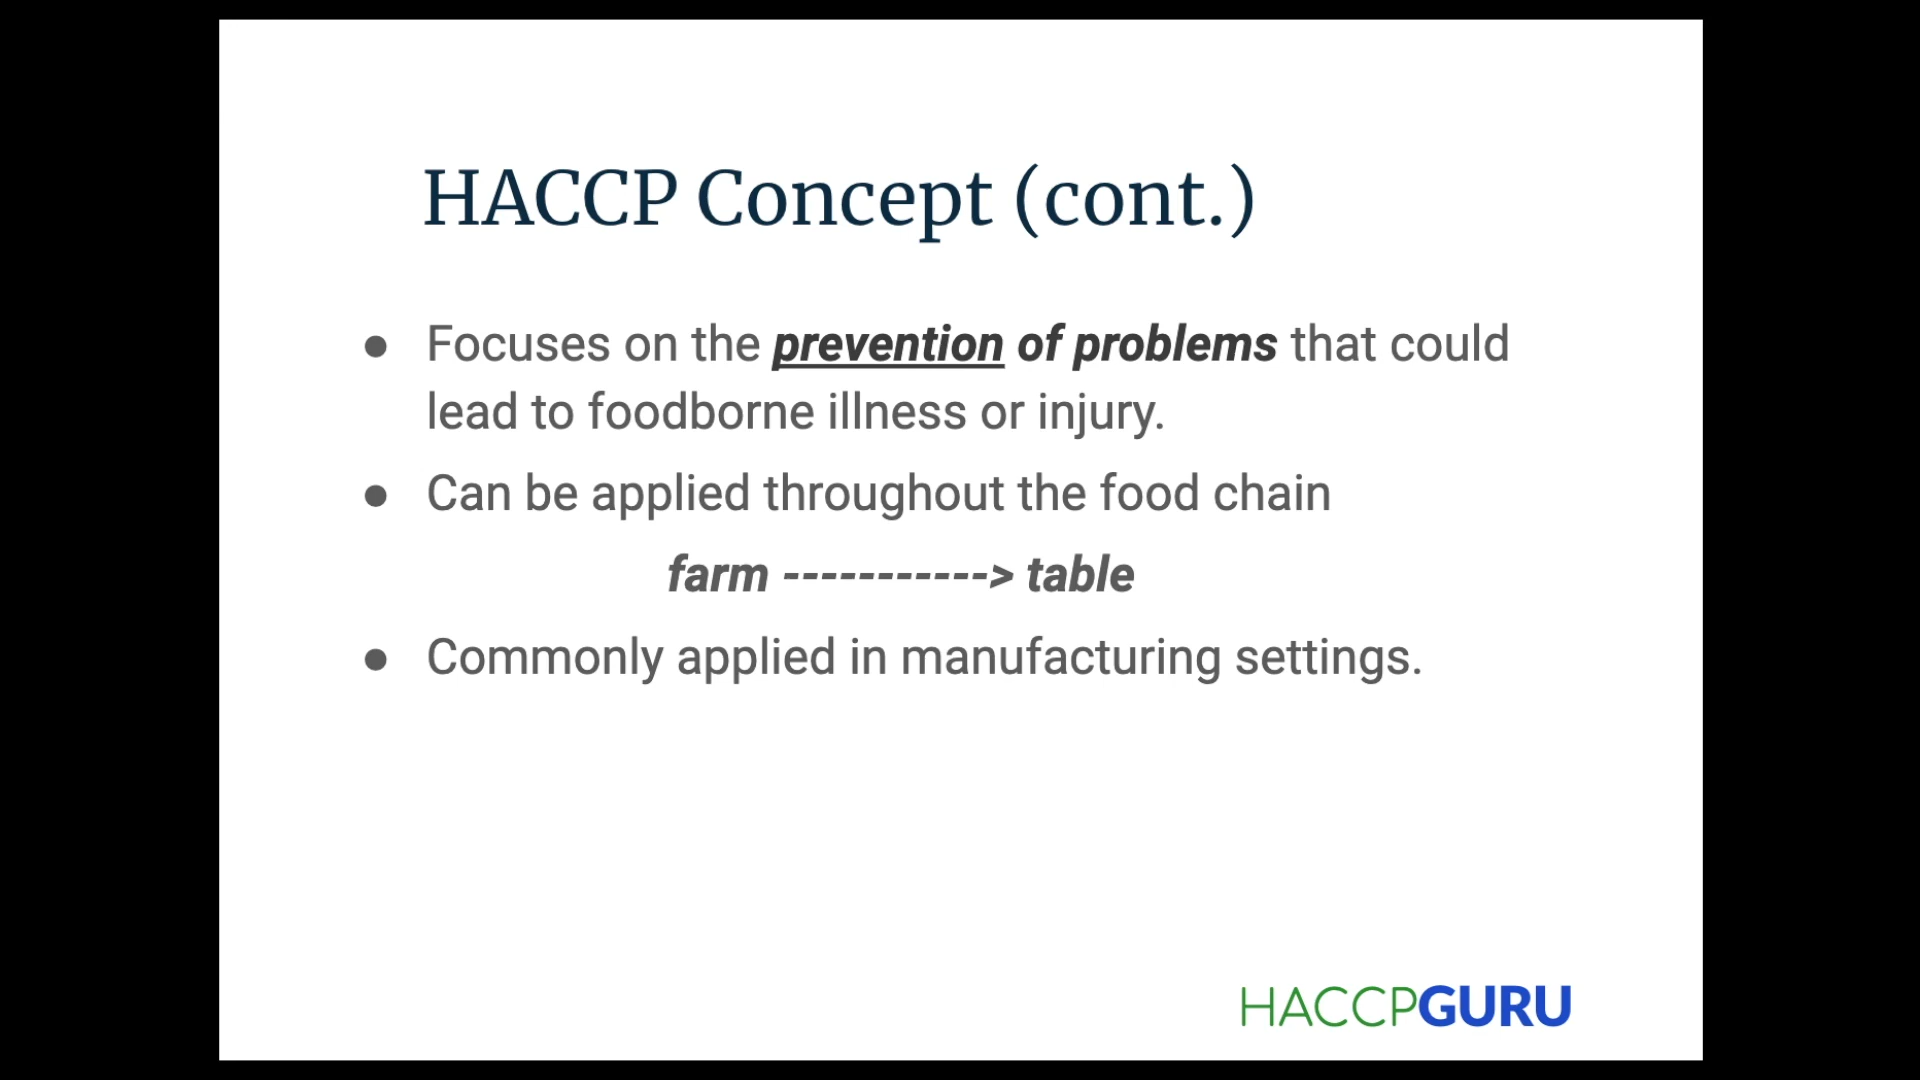 HACCP Concept (cont.)
● Focuses on the prevention of problems that could
lead to foodborne illness or injury.
● Can be applied throughout the food chain
farm -----------> table
● Commonly applied in manufacturing settings.
HACCPGURU